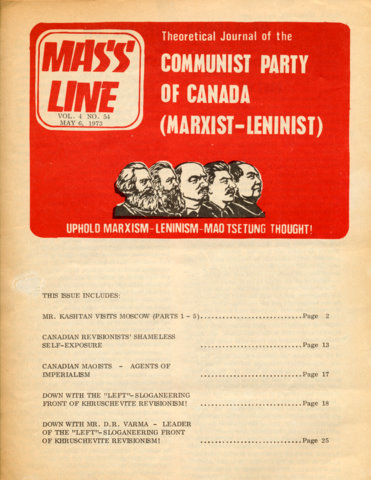 MASS
LINE
VOL. 4 NO. 54
MAY 6, 1973
Theoretical Journal of the
COMMUNIST PARTY
OF CANADA
(MARXIST-LENINIST)
UPHOLD MARXISM-LENINISM-MAO TSETUNG THOUGHT!
THIS ISSUE INCLUDES:
MR. KASHTAN VISITS MOSCOW (PARTS 1 - 5)...........................Page 2
CANADIAN REVISIONISTS' SHAMELESS
SELF-EXPOSURE ...........................Page 13
CANADIAN MAOISTS - AGENTS OF
IMPERIALISM ...........................Page 17
DOWN WITH THE "LEFT"-SLOGANEERING
FRONT OF KHRUSCHEVITE REVISIONISM! ...........................Page 18
DOWN WITH MR. D.R. VARMA - LEADER
OF THE "LEFT"-SLOGANEERING FRONT
OF KHRUSCHEVITE REVISIONISM! ...........................Page 25